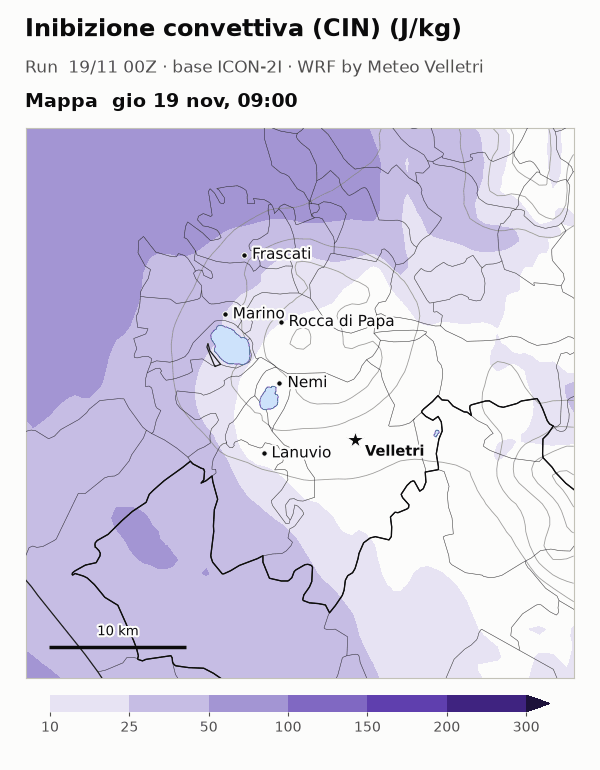 Inibizione convettiva (CIN) (J/kg)
Run  19/11 00Z · base ICON-2I · WRF by Meteo Velletri
Mappa  gio 19 nov, 09:00
Frascati
Marino
Rocca di Papa
Nemi
Velletri
Lanuvio
10 km
10 25 50 100 150 200 300